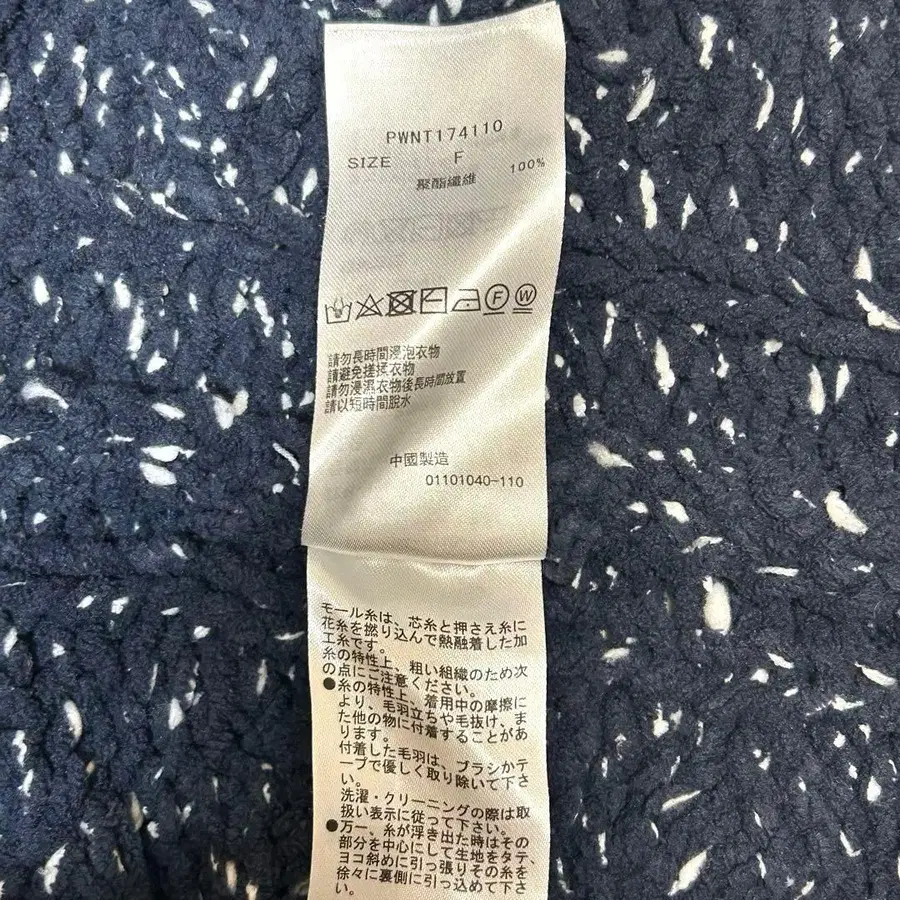 PWNT174110
SIZE F
聚酯纖維 100%
F W
請勿長時間浸泡衣物
請避免搓揉衣物
請勿浸濕衣物後長時間放置
請以短時間脫水
中國製造
01101040-110
モール糸は、芯糸と押さえ糸に
花糸を撚り込んで熱融着した加
工糸です。
糸の特性上、粗い組織のため次
の点にご注意ください。
●糸の特性上、着用中の摩擦に
より、毛羽立ちや毛抜け、ま
た他の物に付着することがあ
ります。
付着した毛羽は、ブラシかテ
ープで優しく取り除いて下さ
い。
洗濯・クリーニングの際は取
扱い表示に従って下さい。
●万一、糸が浮き出た時はその
部分を中心にして生地をタテ、
ヨコ斜めに引っ張りその糸を
徐々に裏側に引っ込めて下さ
い。